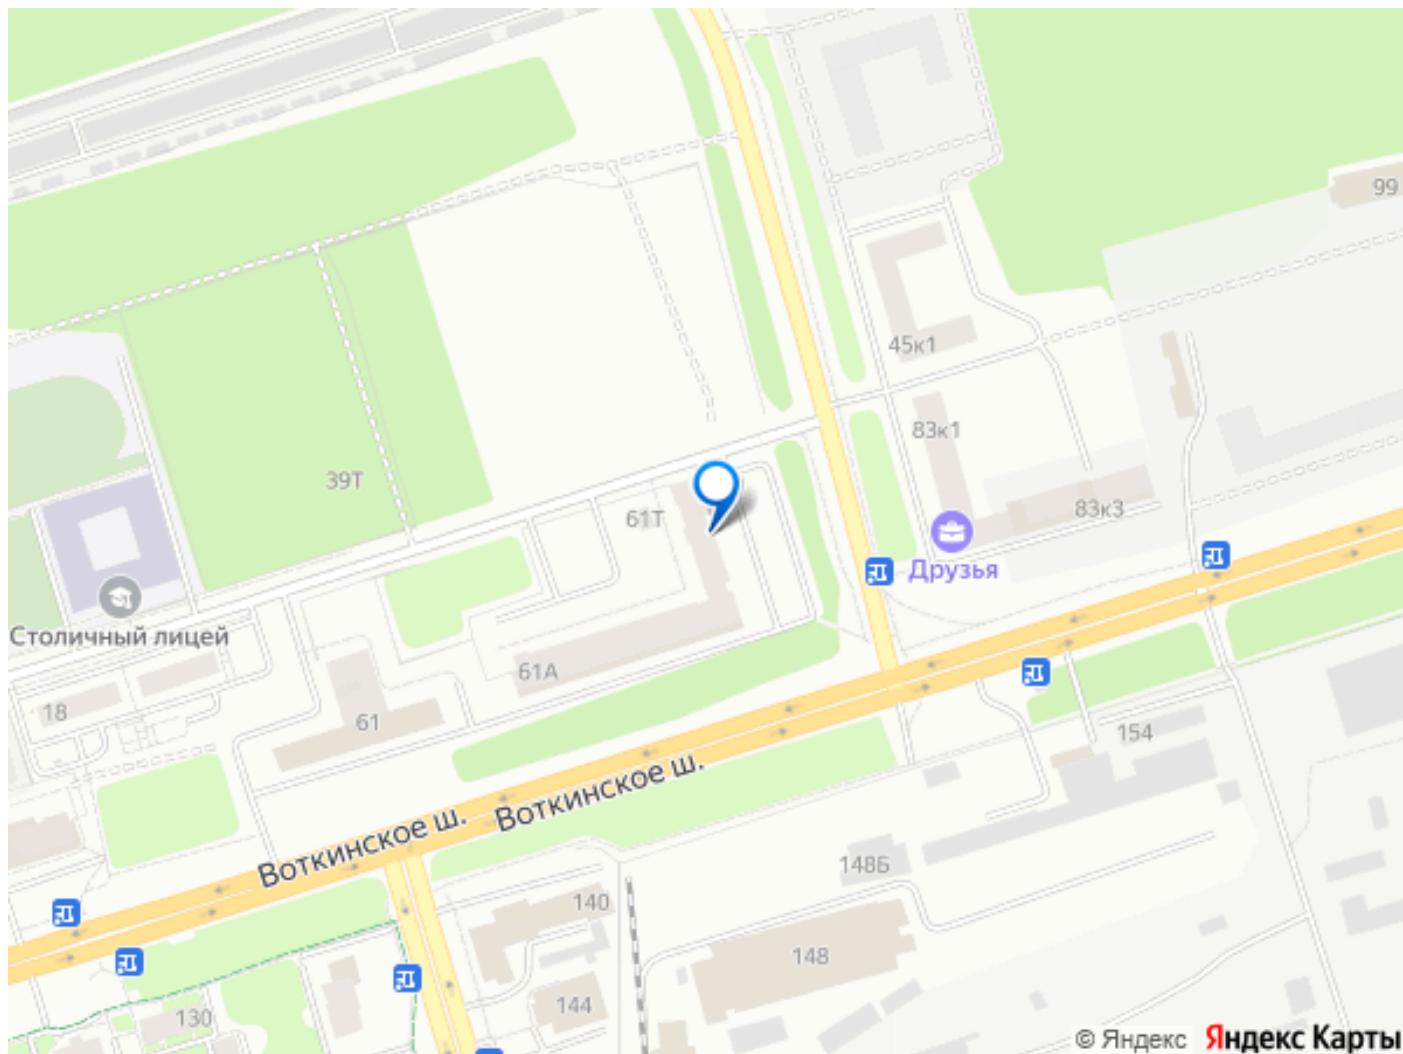 99
45к1
83к1
39Т
61Т
83к3
Друзья
Столичный лицей
61А
18
61
154
Воткинское ш.
Воткинское ш.
148Б
140
148
144
130
© Яндекс Яндекс Карты